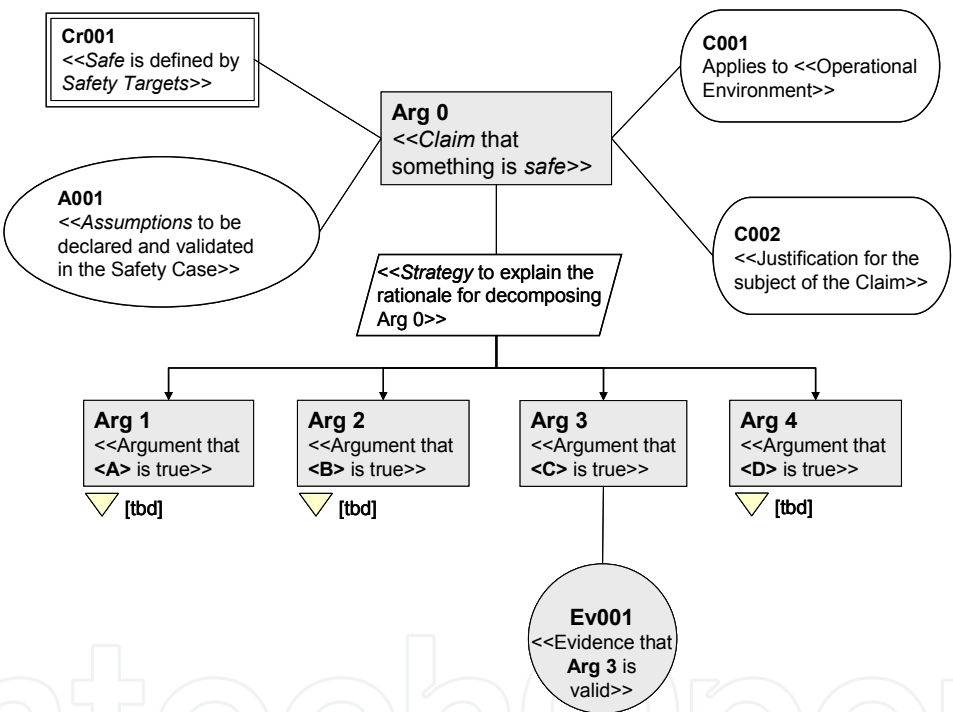 Cr001
<<Safe is defined by
Safety Targets>>
C001
Applies to <<Operational
Environment>>
Arg 0
<<Claim that
something is safe>>
A001
<<Assumptions to be
declared and validated
in the Safety Case>>
C002
<<Justification for the
subject of the Claim>>
<<Strategy to explain the
rationale for decomposing
Arg 0>>
Arg 1
<<Argument that
<A> is true>>
[tbd]
Arg 2
<<Argument that
<B> is true>>
[tbd]
Arg 3
<<Argument that
<C> is true>>
Arg 4
<<Argument that
<D> is true>>
[tbd]
Ev001
<<Evidence that
Arg 3 is
valid>>